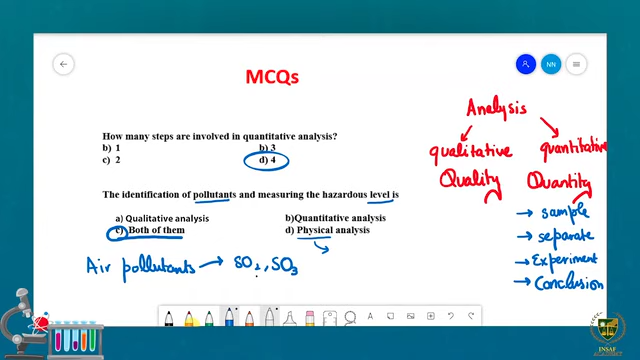 NN
MCQs
How many steps are involved in quantitative analysis?
b) 1 b) 3
c) 2 d) 4
The identification of pollutants and measuring the hazardous level is
a) Qualitative analysis b)Quantitative analysis
c) Both of them d) Physical analysis
Air pollutants → SO2, SO3
Analysis
qualitative quantitative
Quality Quantity
→ sample
→ separate
→ Experiment
→ Conclusion
INSAF